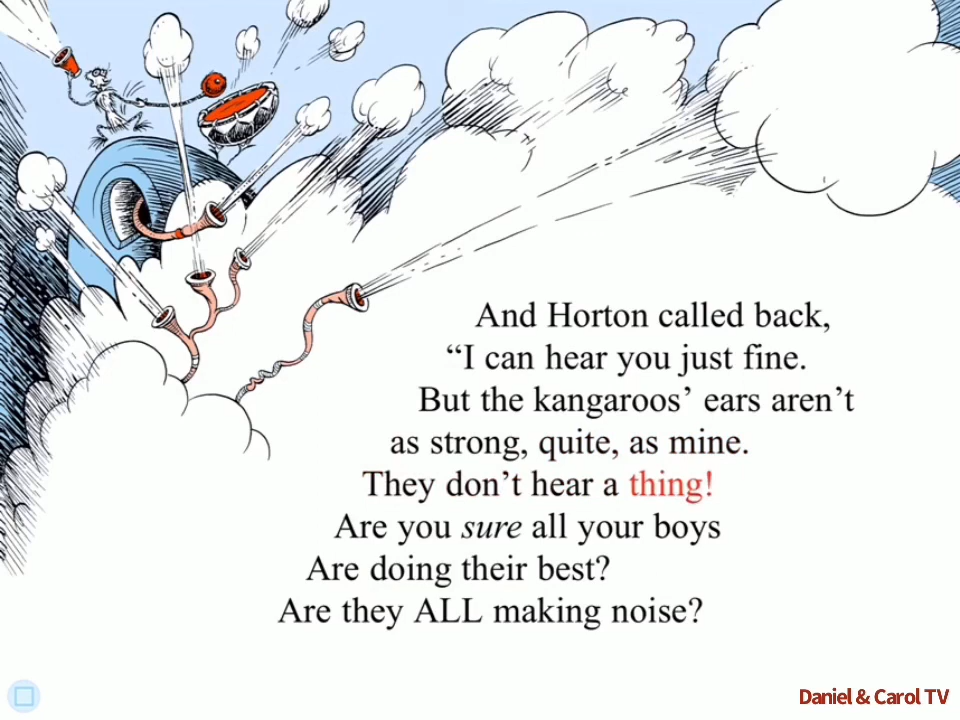 And Horton called back,
“I can hear you just fine.
But the kangaroos’ ears aren’t
as strong, quite, as mine.
They don’t hear a thing!
Are you sure all your boys
Are doing their best?
Are they ALL making noise?
Daniel & Carol TV